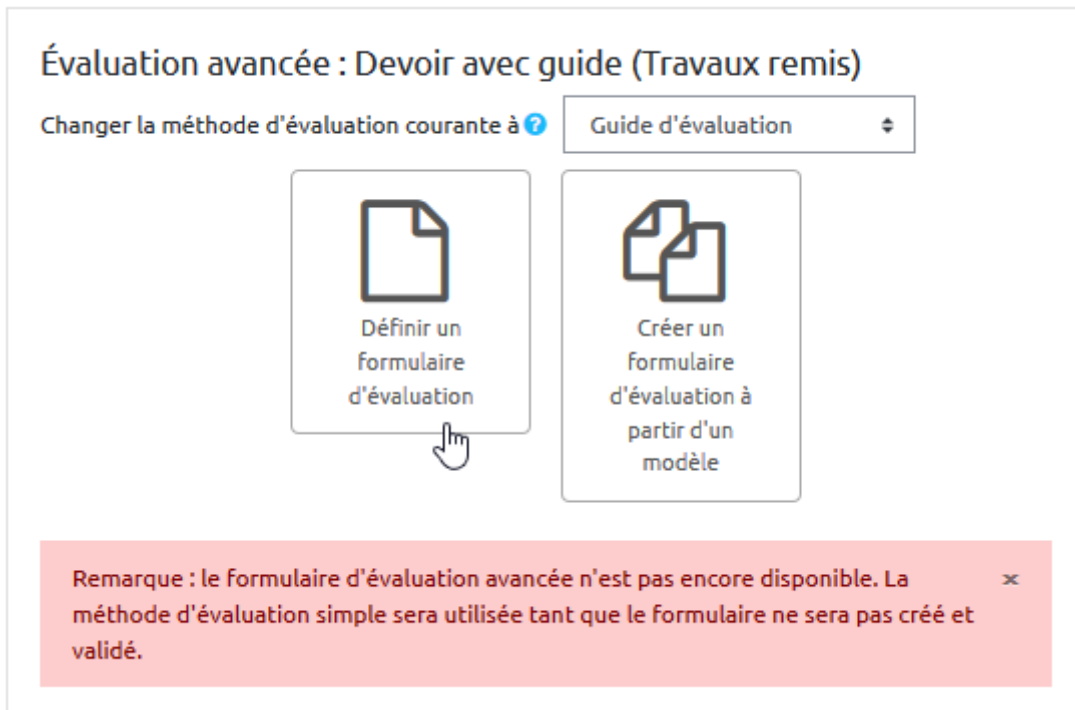 Évaluation avancée : Devoir avec guide (Travaux remis)
Changer la méthode d'évaluation courante à ?
Guide d'évaluation
Définir un
formulaire
d'évaluation
Créer un
formulaire
d'évaluation à
partir d'un
modèle
Remarque : le formulaire d'évaluation avancée n'est pas encore disponible. La
méthode d'évaluation simple sera utilisée tant que le formulaire ne sera pas créé et
validé.